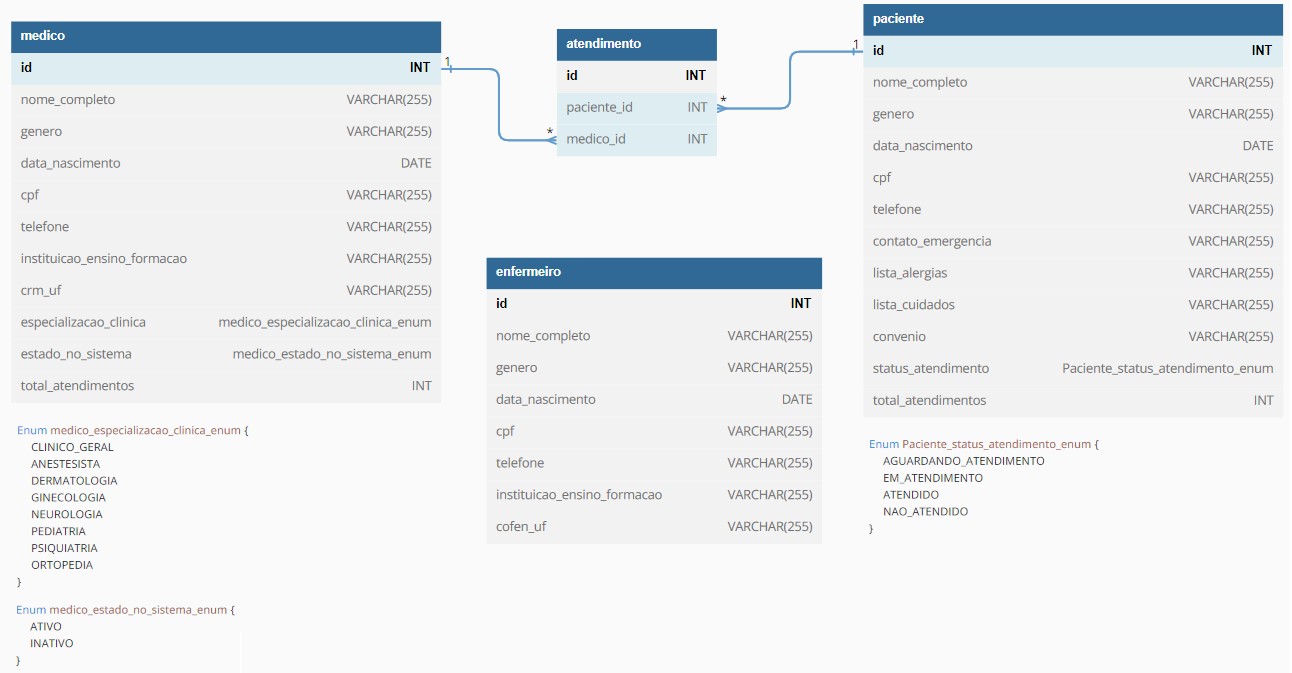 medico
id INT
nome_completo VARCHAR(255)
genero VARCHAR(255)
data_nascimento DATE
cpf VARCHAR(255)
telefone VARCHAR(255)
instituicao_ensino_formacao VARCHAR(255)
crm_uf VARCHAR(255)
especializacao_clinica medico_especializacao_clinica_enum
estado_no_sistema medico_estado_no_sistema_enum
total_atendimentos INT
Enum medico_especializacao_clinica_enum {
CLINICO_GERAL
ANESTESISTA
DERMATOLOGIA
GINECOLOGIA
NEUROLOGIA
PEDIATRIA
PSIQUIATRIA
ORTOPEDIA
}
Enum medico_estado_no_sistema_enum {
ATIVO
INATIVO
}
1
*
atendimento
id INT
paciente_id INT
medico_id INT
*
1
enfermeiro
id INT
nome_completo VARCHAR(255)
genero VARCHAR(255)
data_nascimento DATE
cpf VARCHAR(255)
telefone VARCHAR(255)
instituicao_ensino_formacao VARCHAR(255)
cofen_uf VARCHAR(255)
paciente
id INT
nome_completo VARCHAR(255)
genero VARCHAR(255)
data_nascimento DATE
cpf VARCHAR(255)
telefone VARCHAR(255)
contato_emergencia VARCHAR(255)
lista_alergias VARCHAR(255)
lista_cuidados VARCHAR(255)
convenio VARCHAR(255)
status_atendimento Paciente_status_atendimento_enum
total_atendimentos INT
Enum Paciente_status_atendimento_enum {
AGUARDANDO_ATENDIMENTO
EM_ATENDIMENTO
ATENDIDO
NAO_ATENDIDO
}